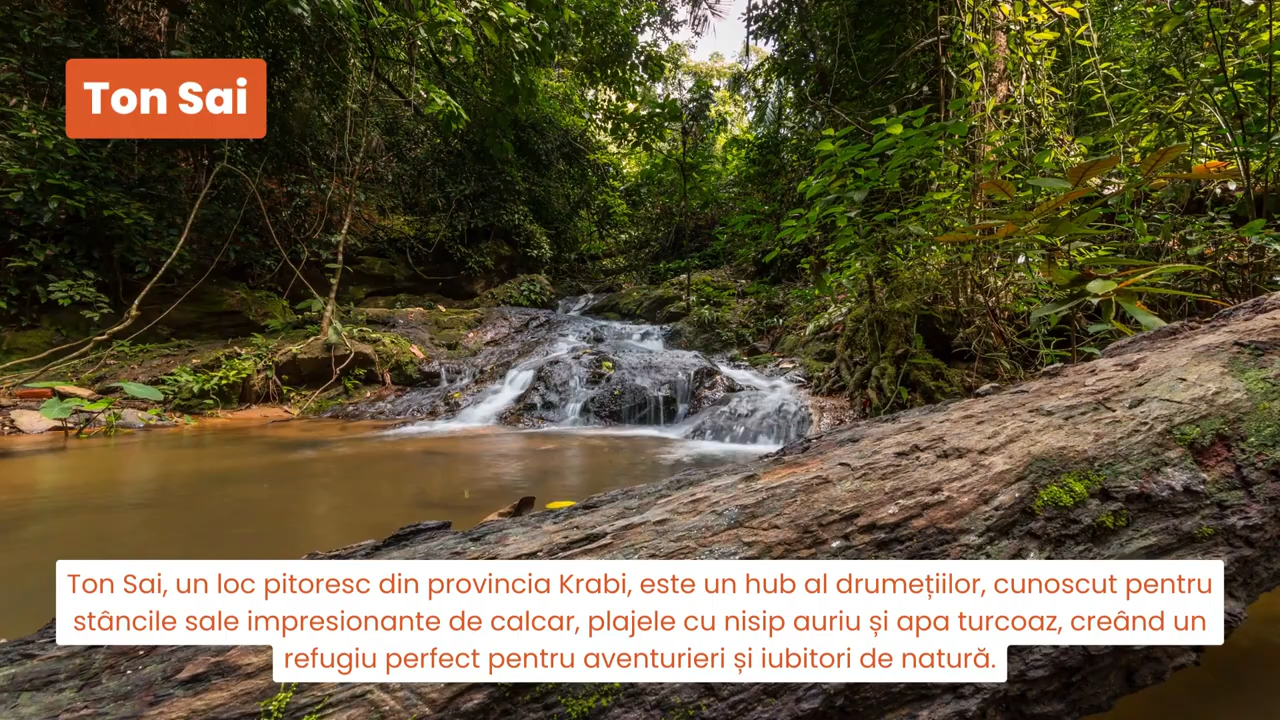 Ton Sai
Ton Sai, un loc pitoresc din provincia Krabi, este un hub al drumețiilor, cunoscut pentru
stâncile sale impresionante de calcar, plajele cu nisip auriu și apa turcoaz, creând un
refugiu perfect pentru aventurieri și iubitori de natură.